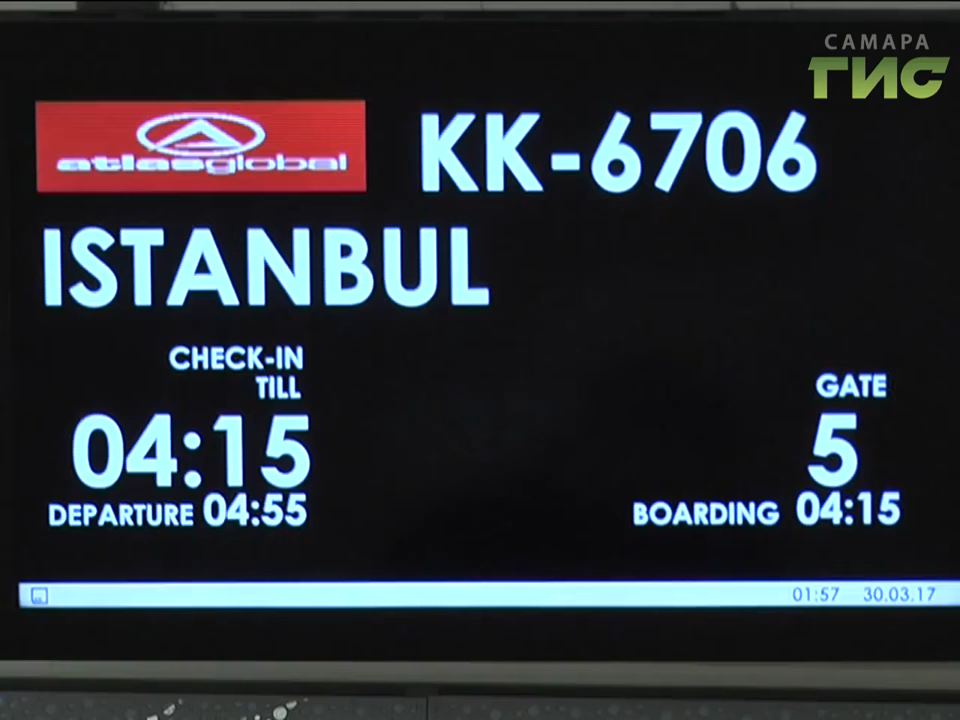 САМАРА
ГИС
atlasglobal
KK-6706
ISTANBUL
CHECK-IN
TILL
04:15
DEPARTURE 04:55
GATE
5
BOARDING 04:15
01:57 30.03.17